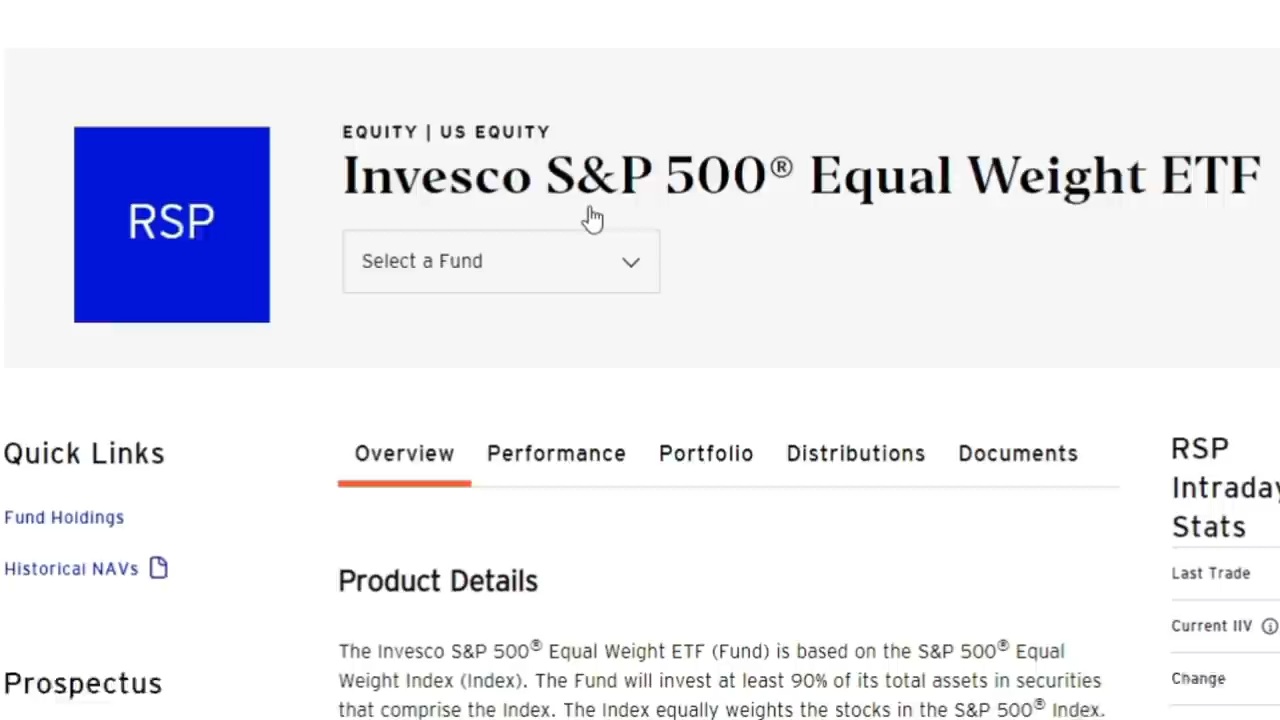 RSP
EQUITY | US EQUITY
Invesco S&P 500® Equal Weight ETF
Select a Fund
Quick Links
Fund Holdings
Historical NAVs
Prospectus
Overview Performance Portfolio Distributions Documents
Product Details
The Invesco S&P 500® Equal Weight ETF (Fund) is based on the S&P 500® Equal
Weight Index (Index). The Fund will invest at least 90% of its total assets in securities
that comprise the Index. The Index equally weights the stocks in the S&P 500® Index.
RSP
Intraday
Stats
Last Trade
Current IIV
Change